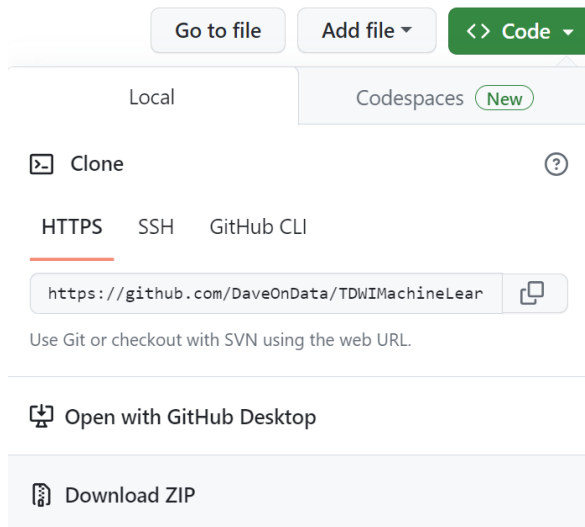 Go to file Add file <> Code
Local Codespaces New
Clone
HTTPS SSH GitHub CLI
https://github.com/DaveOnData/TDWIMachineLear
Use Git or checkout with SVN using the web URL.
Open with GitHub Desktop
Download ZIP